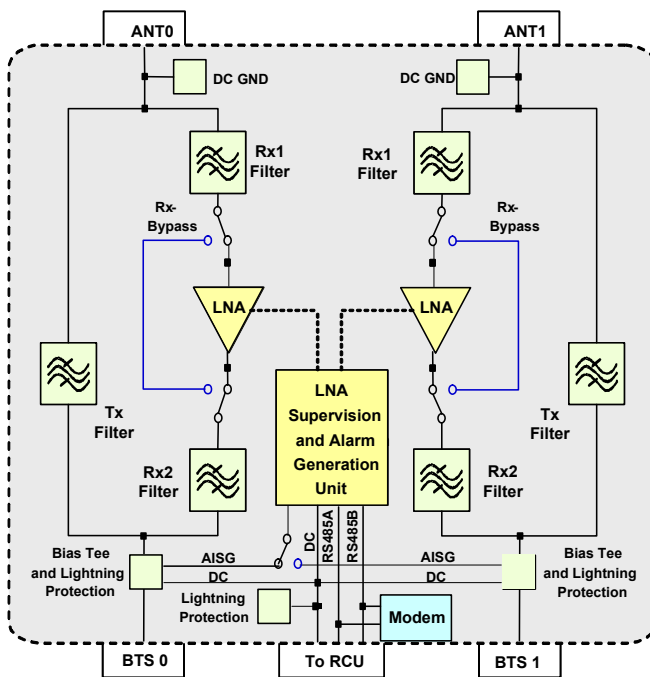 ANT0
ANT1
DC GND
DC GND
Rx1
Filter
Rx1
Filter
Rx-
Bypass
Rx-
Bypass
LNA
LNA
Tx
Filter
LNA
Supervision
and Alarm
Generation
Unit
Tx
Filter
Rx2
Filter
Rx2
Filter
DC
RS485A
RS485B
Bias Tee
and Lightning
Protection
AISG
DC
AISG
DC
Bias Tee
and Lightning
Protection
Lightning
Protection
Modem
BTS 0
To RCU
BTS 1